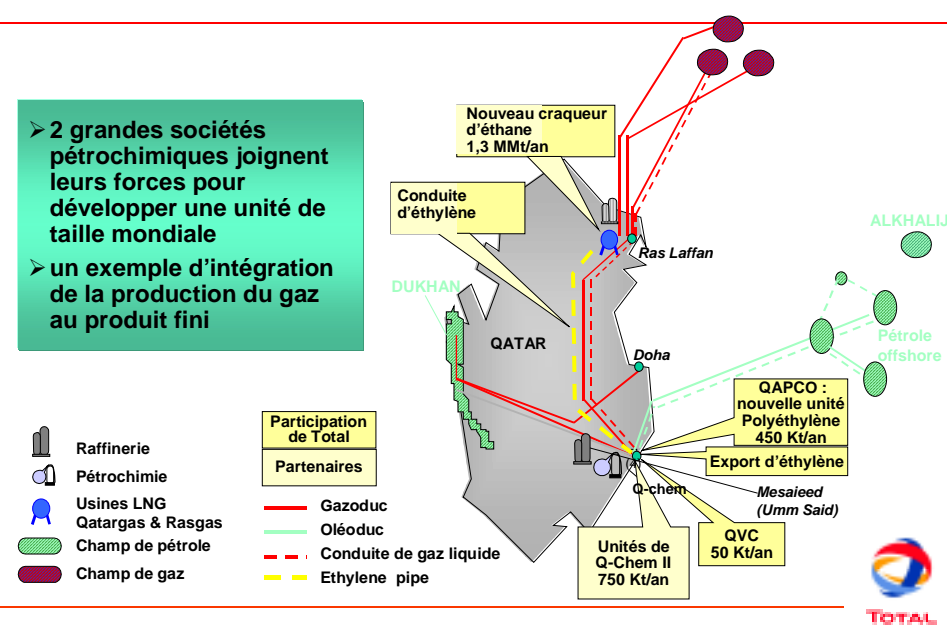 ➢ 2 grandes sociétés
pétrochimiques joignent
leurs forces pour
développer une unité de
taille mondiale
➢ un exemple d’intégration
de la production du gaz
au produit fini
Nouveau craqueur
d’éthane
1,3 MMt/an
Conduite
d’éthylène
Ras Laffan
ALKHALIJ
DUKHAN
QATAR
Doha
Pétrole
offshore
QAPCO :
nouvelle unité
Polyéthylène
450 Kt/an
Export d’éthylène
Q-chem
Mesaieed
(Umm Said)
QVC
50 Kt/an
Unités de
Q-Chem II
750 Kt/an
Raffinerie
Pétrochimie
Usines LNG
Qatargas & Rasgas
Champ de pétrole
Champ de gaz
Participation
de Total
Partenaires
Gazoduc
Oléoduc
Conduite de gaz liquide
Ethylene pipe
TOTAL